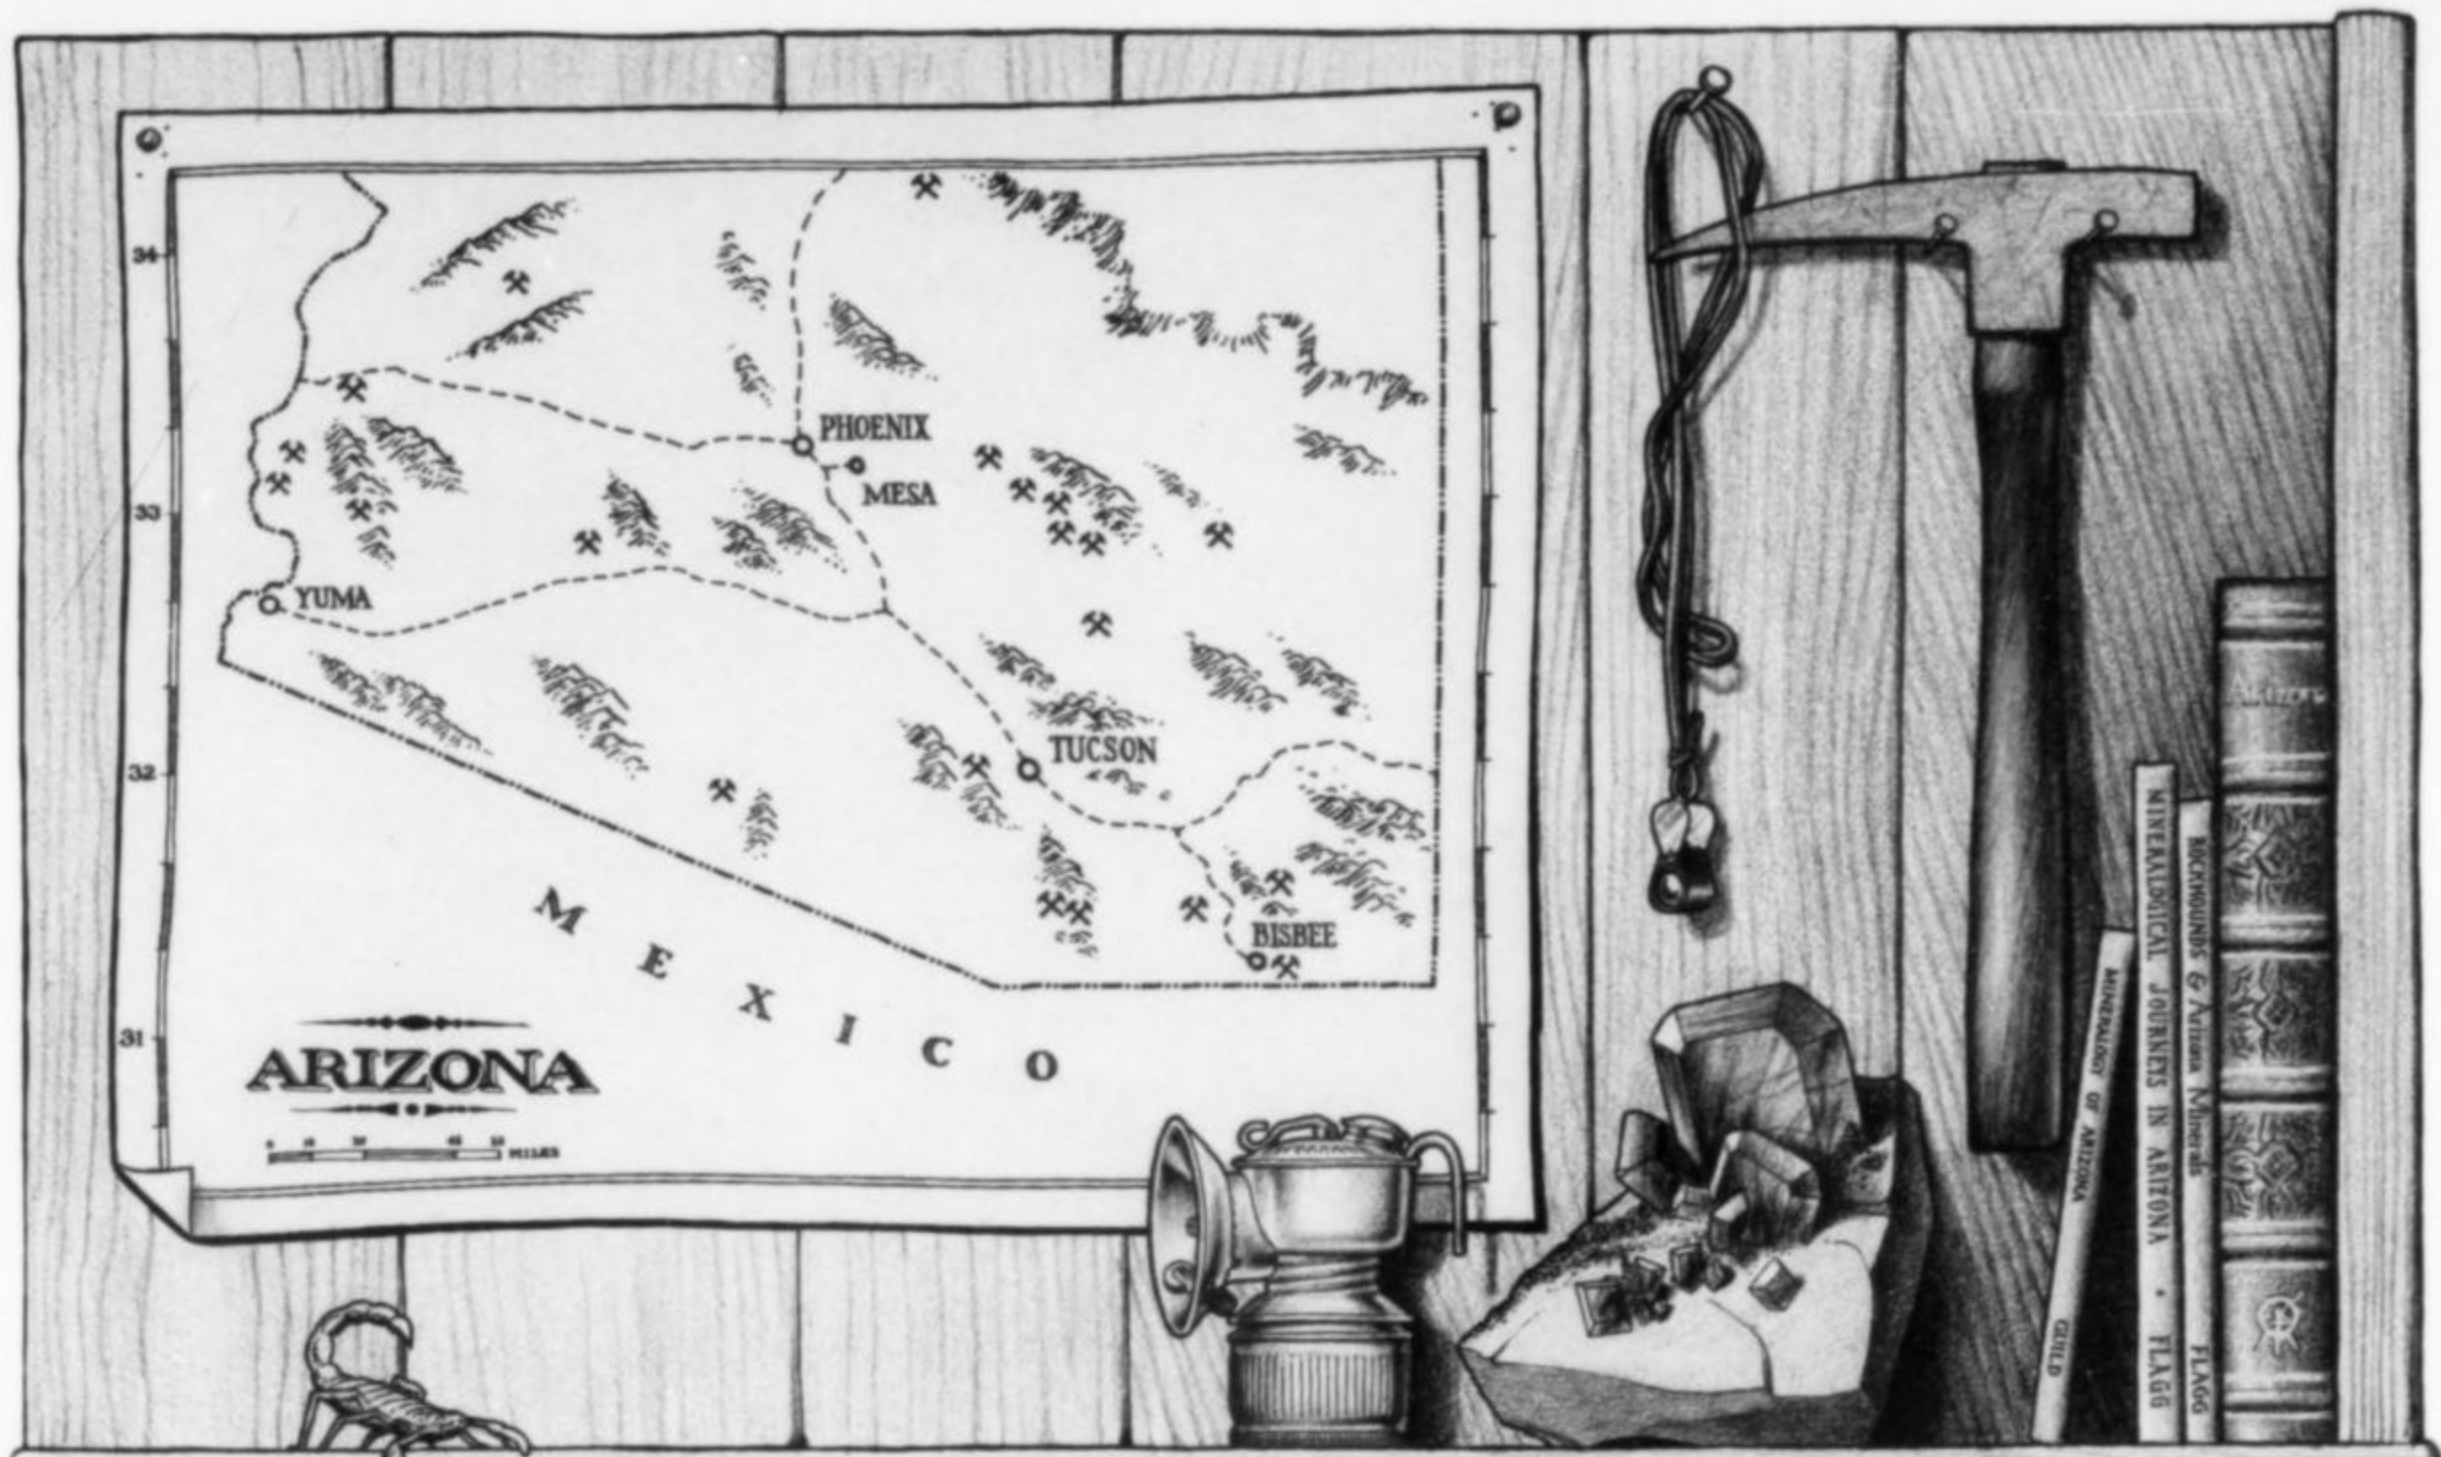 34
PHOENIX
MESA
33
YUMA
TUCSON
32
BISBEE
MEXICO
31
ARIZONA
MILES
MINERALOGY OF ARIZONA GUILD
MINERALOGICAL JOURNEYS IN ARIZONA • FLAGG
ROCKHOUNDS & Arizona Minerals FLAGG
Arizona